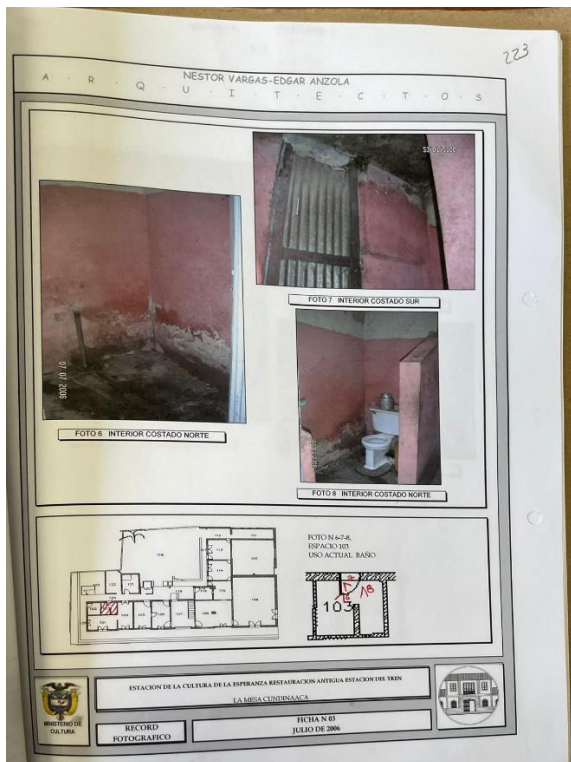 223
NESTOR VARGAS-EDGAR ANZOLA
A · R · Q · U · I · T · E · C · T · O · S
FOTO 7 INTERIOR COSTADO SUR
07 07 2006
FOTO 6 INTERIOR COSTADO NORTE
FOTO 8 INTERIOR COSTADO NORTE
FOTO N 6-7-8,
ESPACIO 103
USO ACTUAL BAÑO
103
ESTACION DE LA CULTURA DE LA ESPERANZA RESTAURACION ANTIGUA ESTACION DEL TREN
LA MESA CUNDINAACA
MINISTERIO DE
CULTURA
RECORD
FOTOGRAFICO
FICHA N 03
JULIO DE 2006